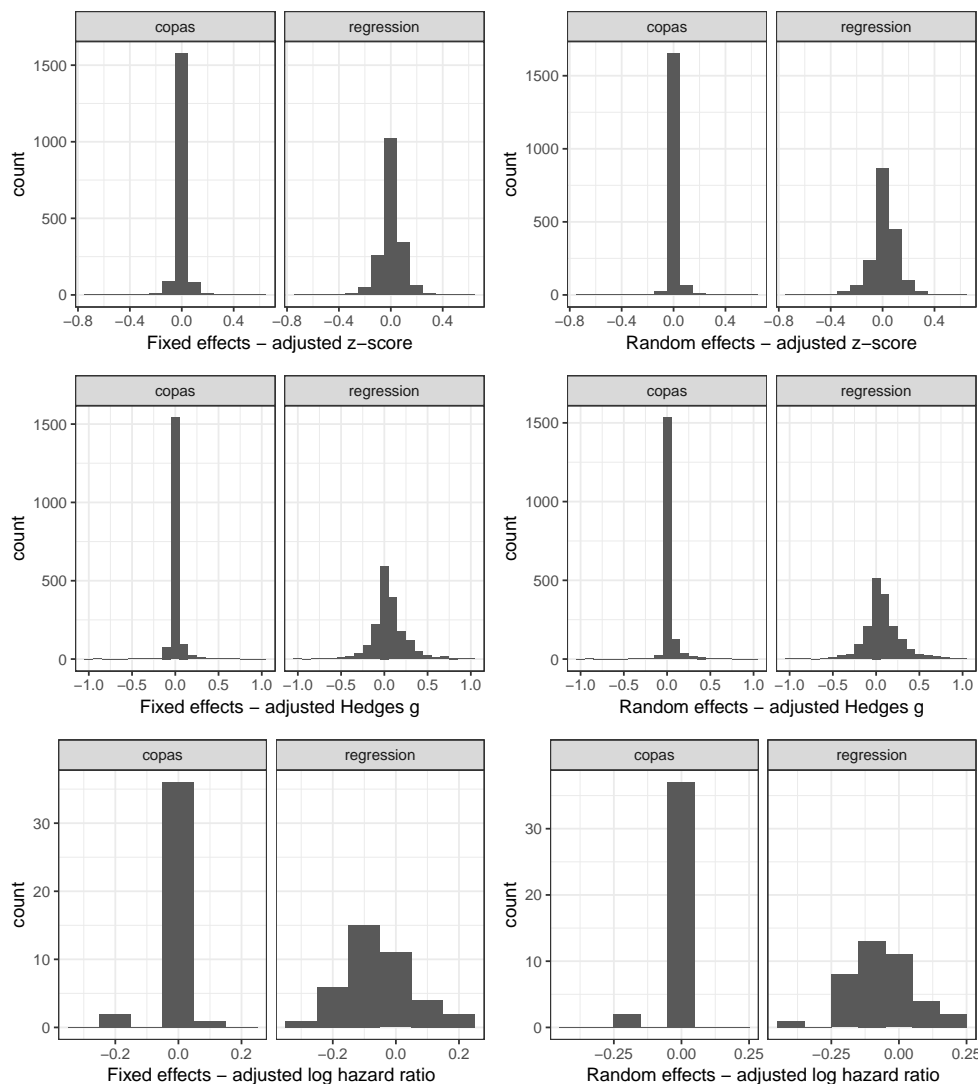 copas regression
count
1500
1000
500
0
−0.8 −0.4 0.0 0.4 −0.8 −0.4 0.0 0.4
Fixed effects − adjusted z−score
copas regression
count
1500
1000
500
0
−0.8 −0.4 0.0 0.4 −0.8 −0.4 0.0 0.4
Random effects − adjusted z−score
copas regression
count
1500
1000
500
0
−1.0 −0.5 0.0 0.5 1.0 −1.0 −0.5 0.0 0.5 1.0
Fixed effects − adjusted Hedges g
copas regression
count
1500
1000
500
0
−1.0 −0.5 0.0 0.5 1.0 −1.0 −0.5 0.0 0.5 1.0
Random effects − adjusted Hedges g
copas regression
count
30
20
10
0
−0.2 0.0 0.2 −0.2 0.0 0.2
Fixed effects − adjusted log hazard ratio
copas regression
count
30
20
10
0
−0.25 0.00 0.25 −0.25 0.00 0.25
Random effects − adjusted log hazard ratio